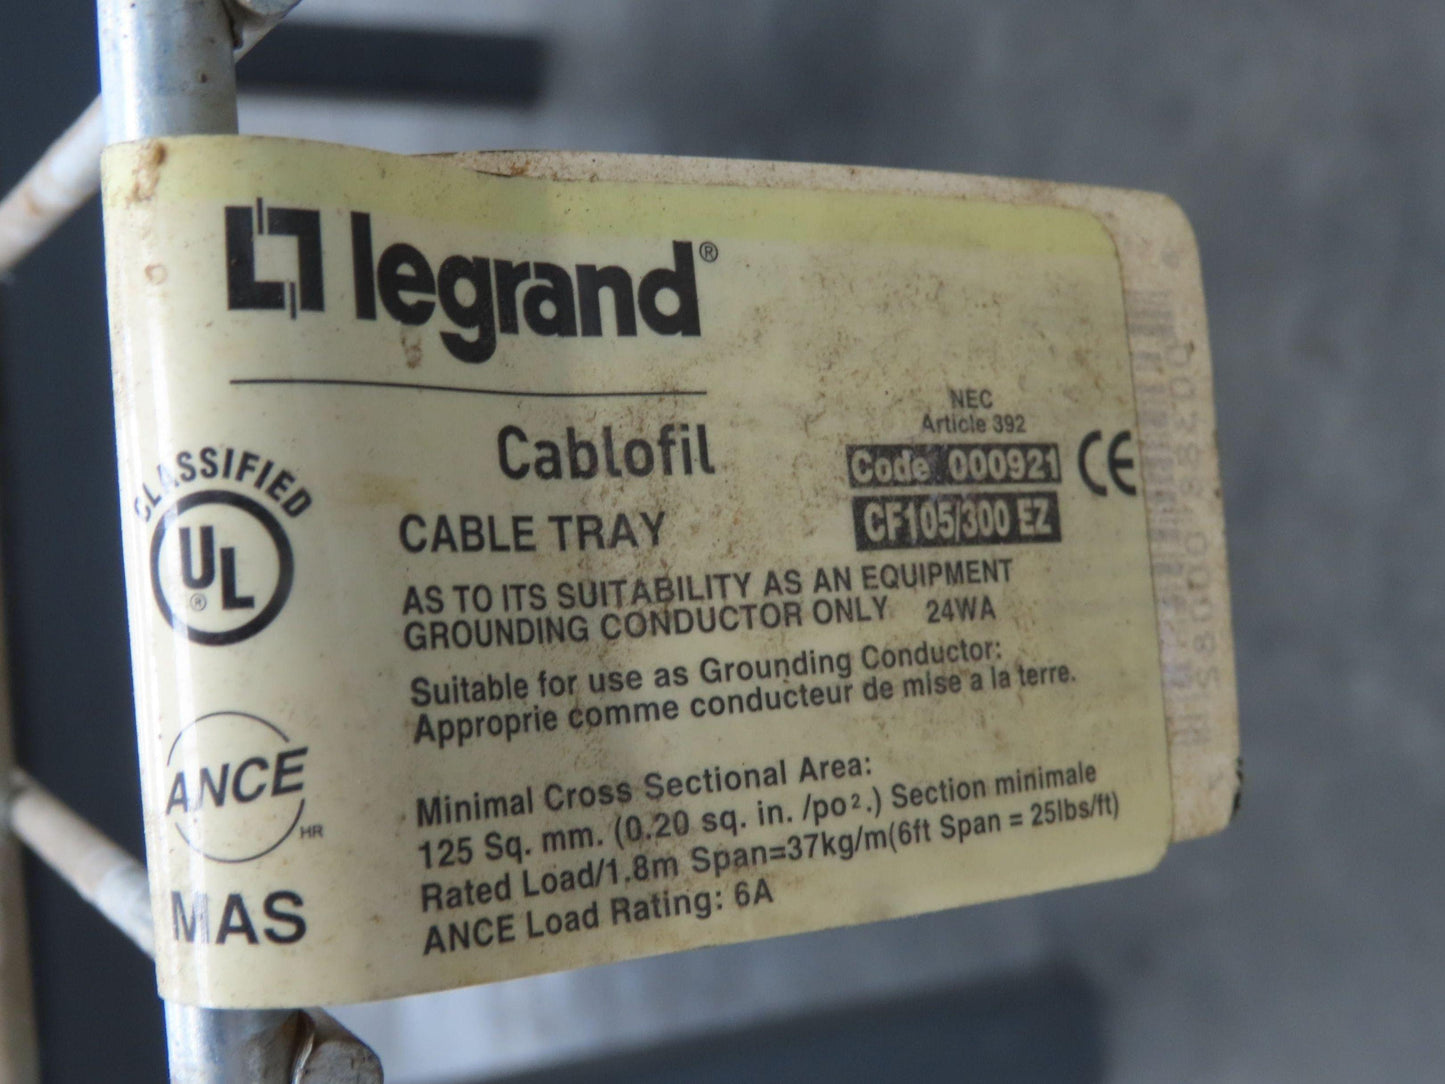 legrand®
Cablofil
NEC
Article 392
Code 000921
CF105/300 EZ
CE
CLASSIFIED
UL®
CABLE TRAY
AS TO ITS SUITABILITY AS AN EQUIPMENT
GROUNDING CONDUCTOR ONLY 24WA
Suitable for use as Grounding Conductor:
Approprie comme conducteur de mise a la terre.
ANCE
HR
MAS
Minimal Cross Sectional Area:
125 Sq. mm. (0.20 sq. in. /po².) Section minimale
Rated Load/1.8m Span=37kg/m(6ft Span = 25lbs/ft)
ANCE Load Rating: 6A